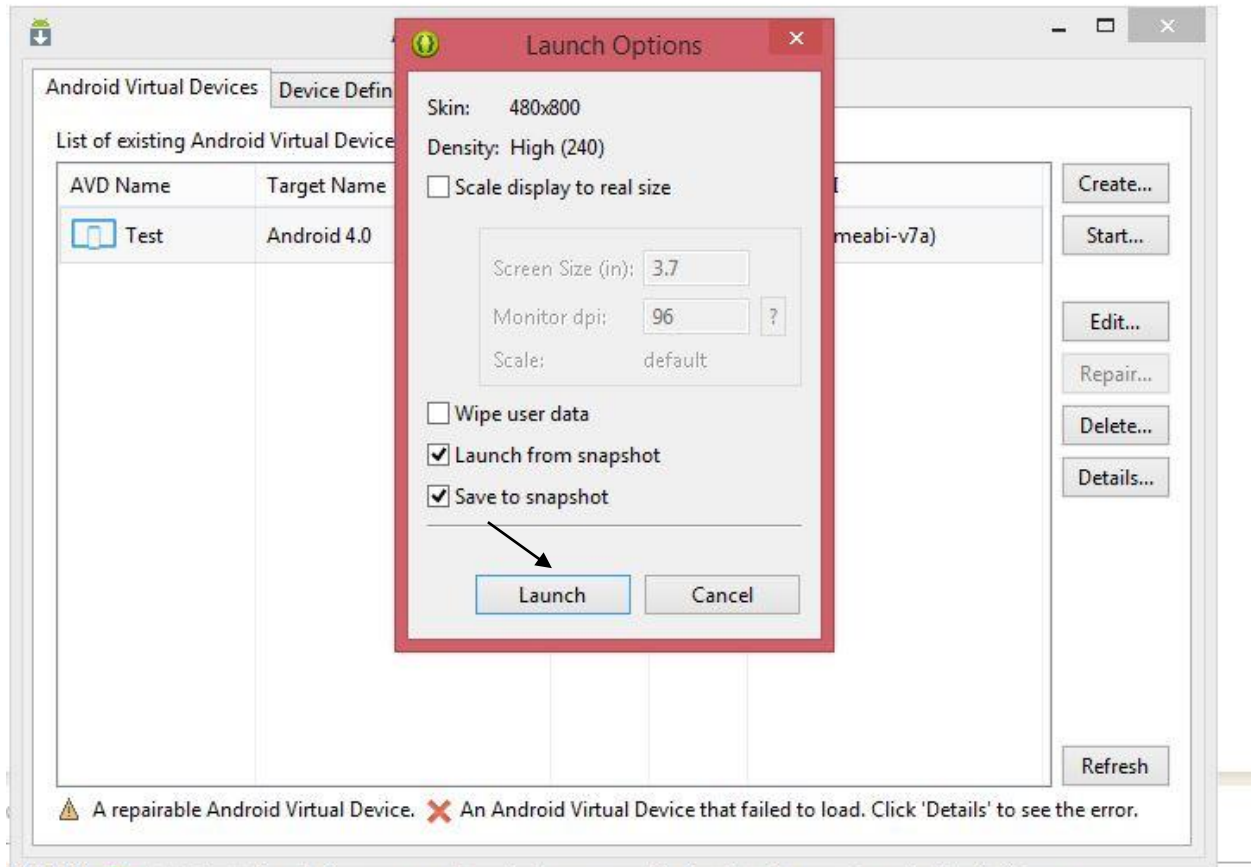 Launch Options
Android Virtual Devices
Device Defin
List of existing Android Virtual Device
AVD Name
Target Name
Test
Android 4.0
meabi-v7a)
Skin: 480x800
Density: High (240)
Scale display to real size
Screen Size (in): 3.7
Monitor dpi: 96 ?
Scale: default
Wipe user data
Launch from snapshot
Save to snapshot
Launch
Cancel
Create...
Start...
Edit...
Repair...
Delete...
Details...
Refresh
A repairable Android Virtual Device.
An Android Virtual Device that failed to load. Click 'Details' to see the error.